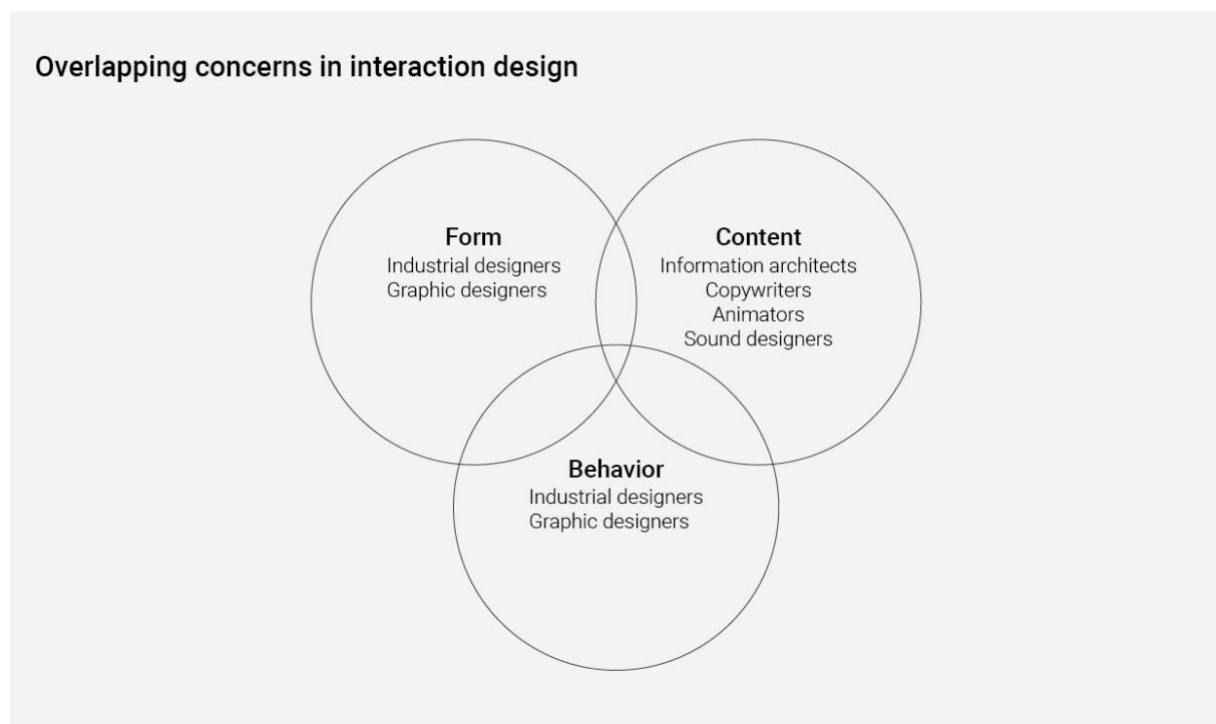 Overlapping concerns in interaction design
Form
Industrial designers
Graphic designers
Content
Information architects
Copywriters
Animators
Sound designers
Behavior
Industrial designers
Graphic designers